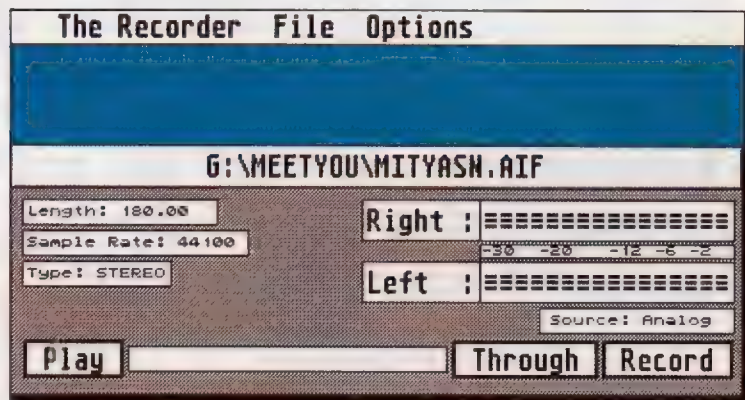 The Recorder File Options
G:\MEETYOU\MITYASN.AIF
Length: 180.00
Sample Rate: 44100
Type: STEREO
Right :
-30 -20 -12 -6 -2
Left :
Source: Analog
Play
Through
Record